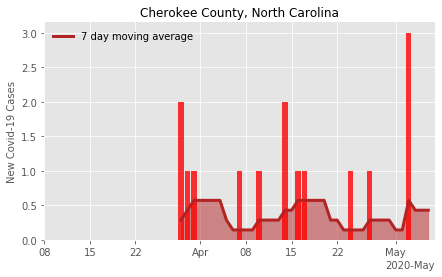 Cherokee County, North Carolina
7 day moving average
New Covid-19 Cases
3.0
2.5
2.0
1.5
1.0
0.5
0.0
08 15 22 Apr 08 15 22 May
2020-May